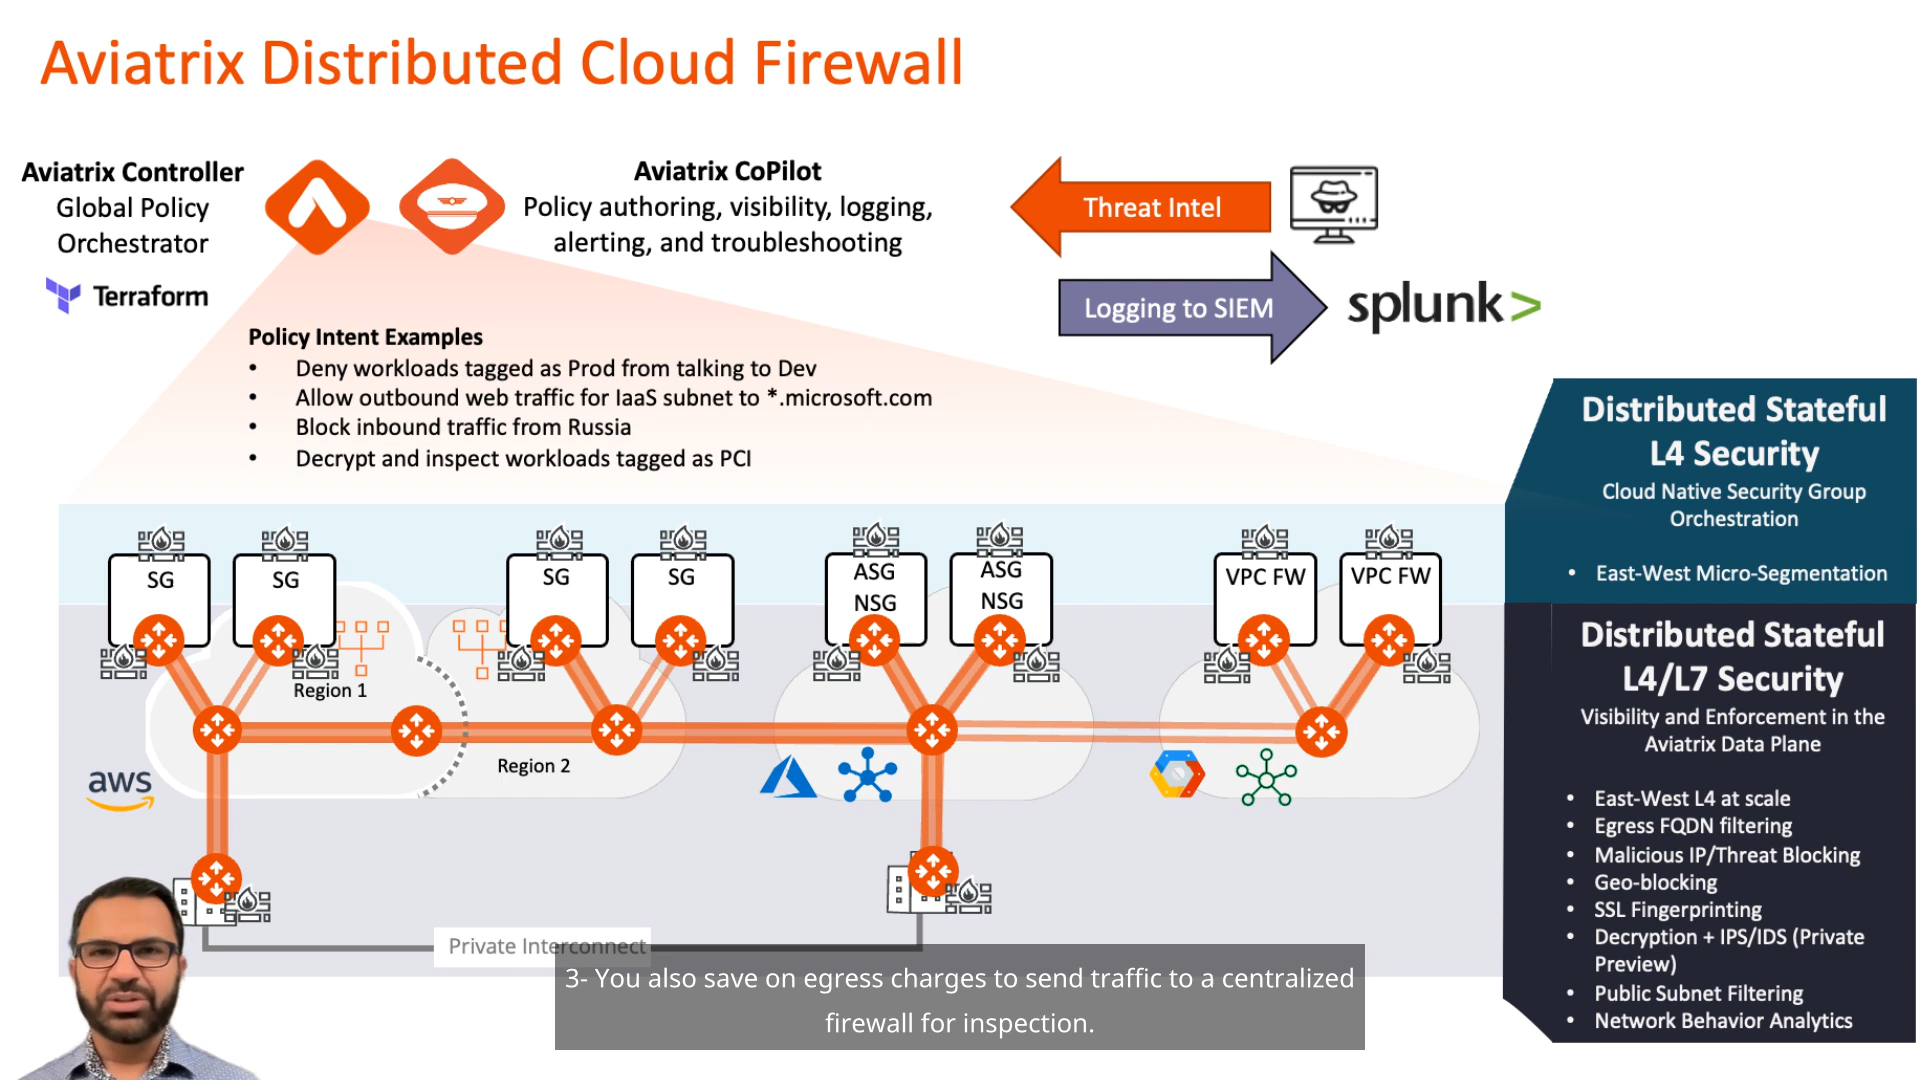 Aviatrix Distributed Cloud Firewall
Aviatrix Controller
Global Policy
Orchestrator
Terraform
Aviatrix CoPilot
Policy authoring, visibility, logging,
alerting, and troubleshooting
Threat Intel
Logging to SIEM
splunk>
Policy Intent Examples
• Deny workloads tagged as Prod from talking to Dev
• Allow outbound web traffic for IaaS subnet to *.microsoft.com
• Block inbound traffic from Russia
• Decrypt and inspect workloads tagged as PCI
SG
SG
SG
SG
ASG
NSG
ASG
NSG
VPC FW
VPC FW
Region 1
Region 2
aws
Private Interconnect
Distributed Stateful
L4 Security
Cloud Native Security Group
Orchestration
• East-West Micro-Segmentation
Distributed Stateful
L4/L7 Security
Visibility and Enforcement in the
Aviatrix Data Plane
• East-West L4 at scale
• Egress FQDN filtering
• Malicious IP/Threat Blocking
• Geo-blocking
• SSL Fingerprinting
• Decryption + IPS/IDS (Private
Preview)
• Public Subnet Filtering
• Network Behavior Analytics
3- You also save on egress charges to send traffic to a centralized
firewall for inspection.